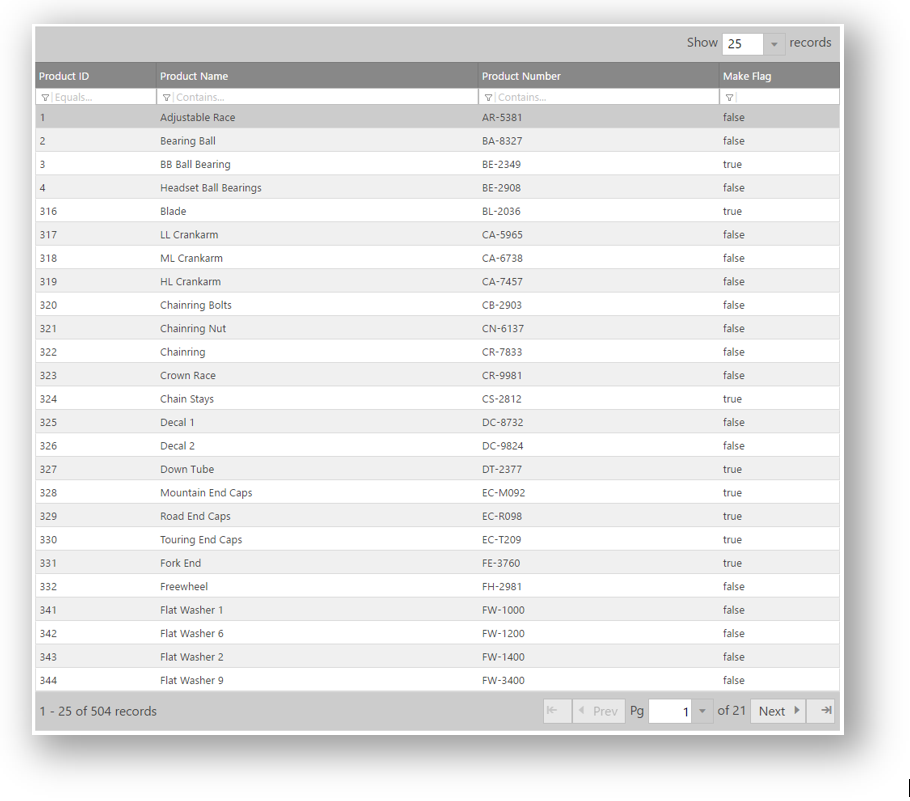 Show 25 records
Product ID Product Name Product Number Make Flag
Equals... Contains... Contains...
1 Adjustable Race AR-5381 false
2 Bearing Ball BA-8327 false
3 BB Ball Bearing BE-2349 true
4 Headset Ball Bearings BE-2908 false
316 Blade BL-2036 true
317 LL Crankarm CA-5965 false
318 ML Crankarm CA-6738 false
319 HL Crankarm CA-7457 false
320 Chainring Bolts CB-2903 false
321 Chainring Nut CN-6137 false
322 Chainring CR-7833 false
323 Crown Race CR-9981 false
324 Chain Stays CS-2812 true
325 Decal 1 DC-8732 false
326 Decal 2 DC-9824 false
327 Down Tube DT-2377 true
328 Mountain End Caps EC-M092 true
329 Road End Caps EC-R098 true
330 Touring End Caps EC-T209 true
331 Fork End FE-3760 true
332 Freewheel FH-2981 false
341 Flat Washer 1 FW-1000 false
342 Flat Washer 6 FW-1200 false
343 Flat Washer 2 FW-1400 false
344 Flat Washer 9 FW-3400 false
1 - 25 of 504 records Prev Pg 1 of 21 Next